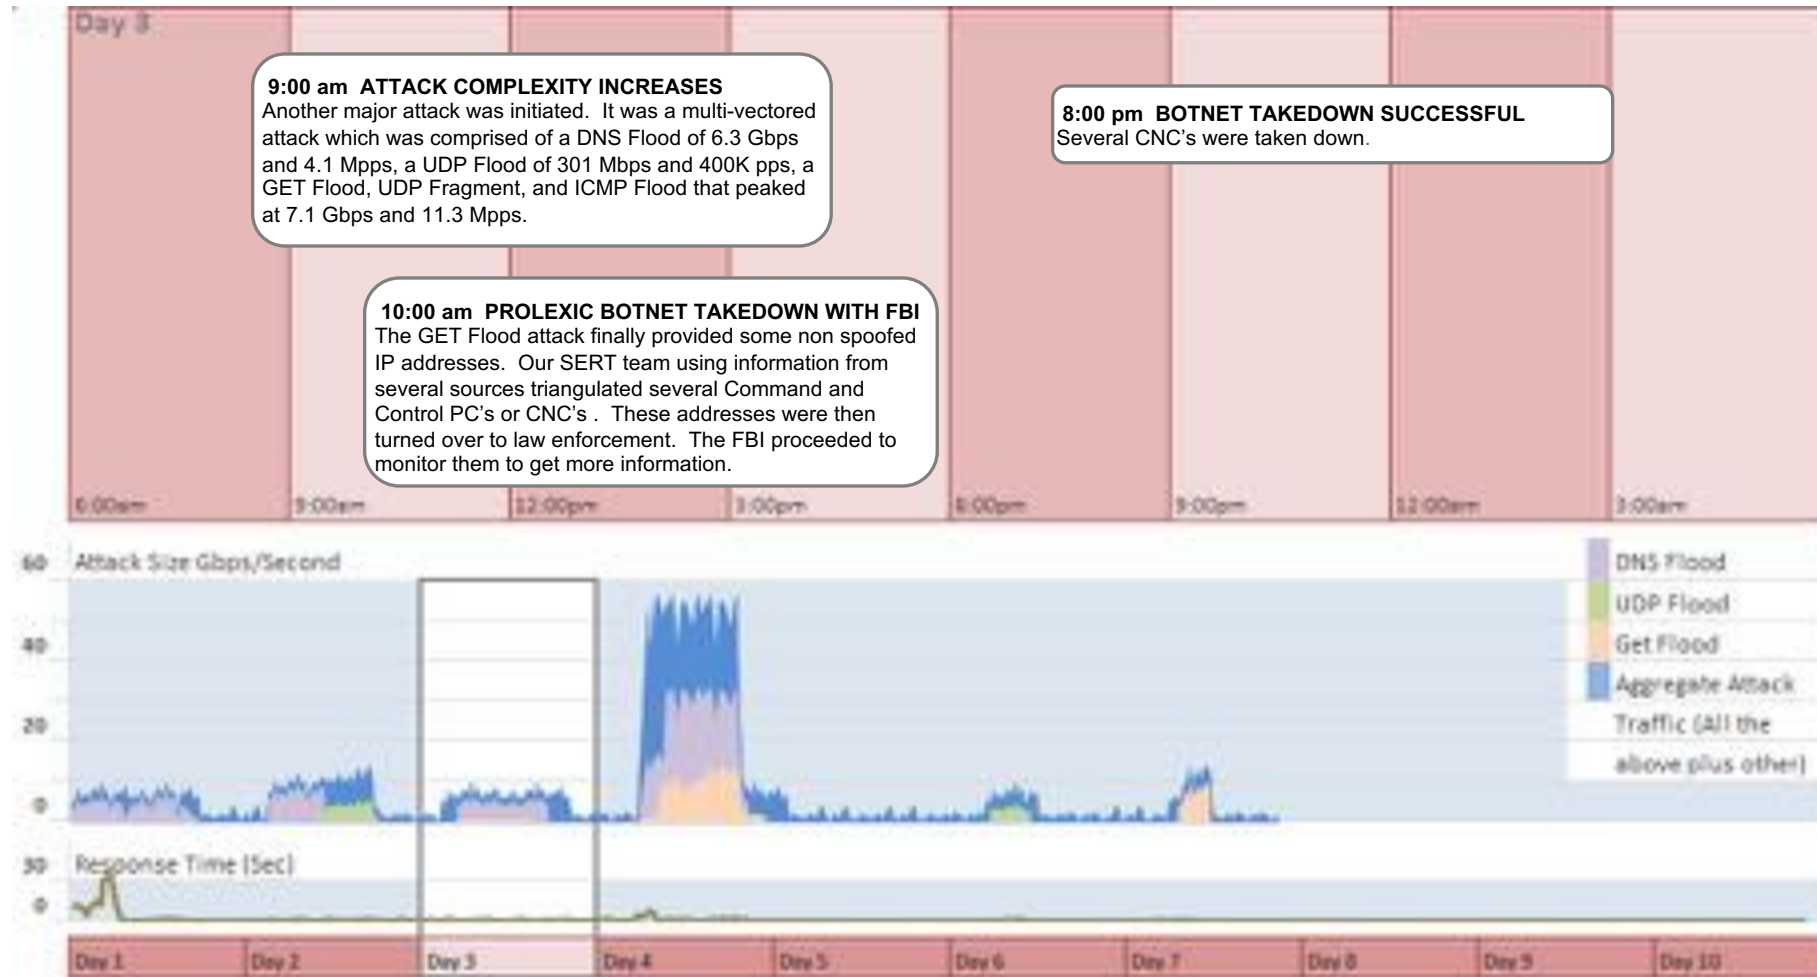 Day 3
9:00 am  ATTACK COMPLEXITY INCREASES
Another major attack was initiated.  It was a multi-vectored
attack which was comprised of a DNS Flood of 6.3 Gbps
and 4.1 Mpps, a UDP Flood of 301 Mbps and 400K pps, a
GET Flood, UDP Fragment, and ICMP Flood that peaked
at 7.1 Gbps and 11.3 Mpps.
8:00 pm  BOTNET TAKEDOWN SUCCESSFUL
Several CNC's were taken down.
10:00 am  PROLEXIC BOTNET TAKEDOWN WITH FBI
The GET Flood attack finally provided some non spoofed
IP addresses.  Our SERT team using information from
several sources triangulated several Command and
Control PC's or CNC's .  These addresses were then
turned over to law enforcement.  The FBI proceeded to
monitor them to get more information.
6:00am 9:00am 12:00pm 3:00pm 6:00pm 9:00pm 12:00am 3:00am
Attack Size Gbps/Second
60
40
20
0
DNS Flood
UDP Flood
Get Flood
Aggregate Attack
Traffic (All the
above plus other)
Response Time (Sec)
30
0
Day 1 Day 2 Day 3 Day 4 Day 5 Day 6 Day 7 Day 8 Day 9 Day 10